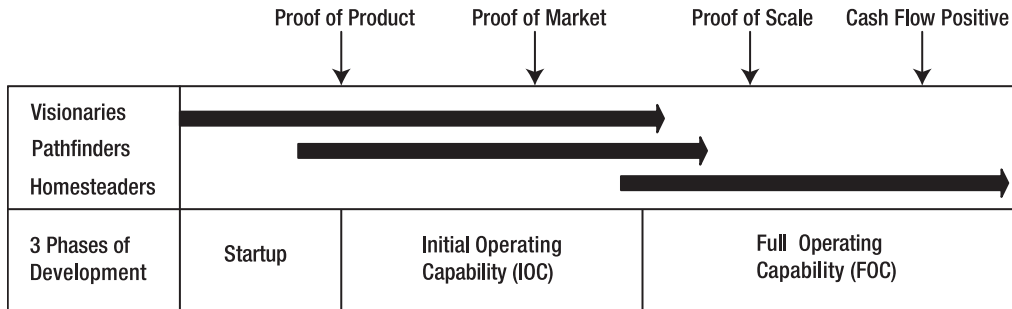 Proof of Product
Proof of Market
Proof of Scale
Cash Flow Positive
Visionaries
Pathfinders
Homesteaders
3 Phases of
Development
Startup
Initial Operating
Capability (IOC)
Full Operating
Capability (FOC)